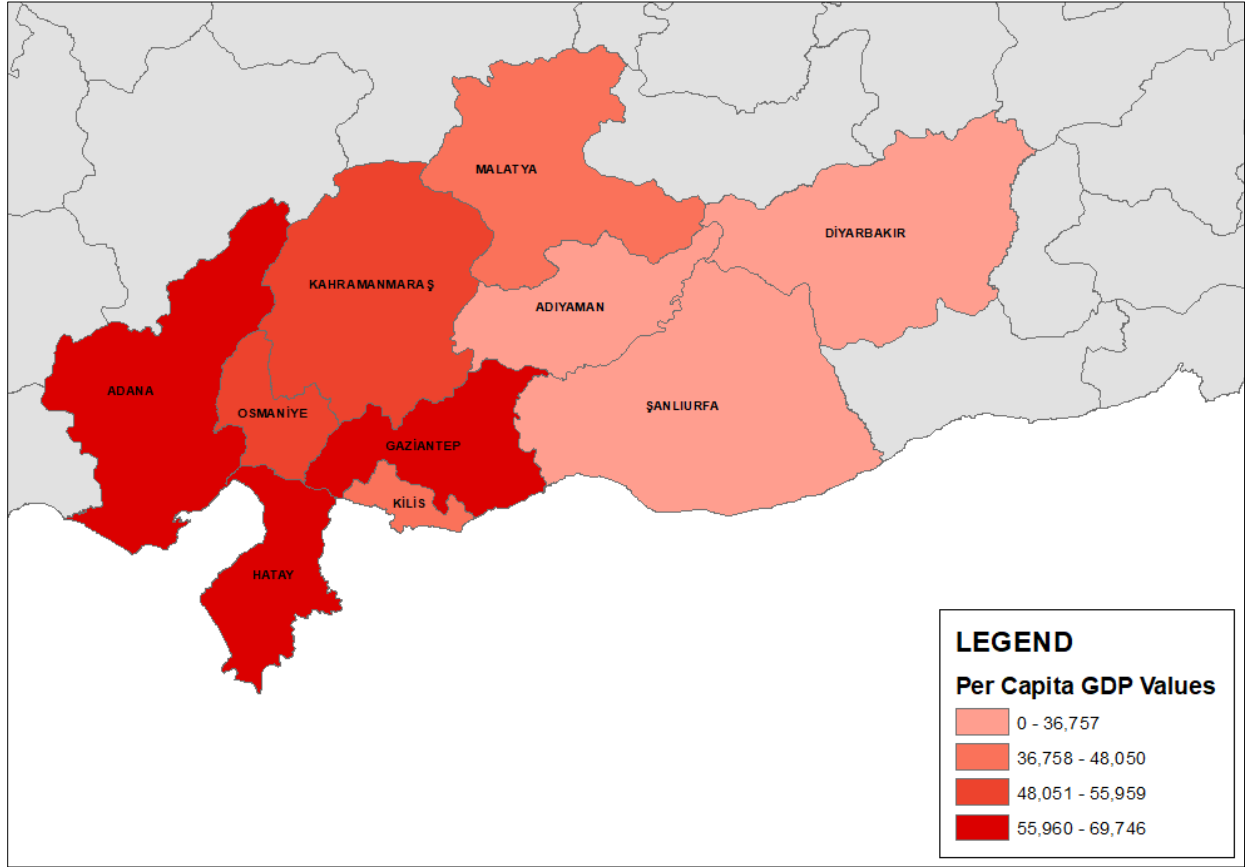 MALATYA
DİYARBAKIR
KAHRAMANMARAŞ
ADIYAMAN
ADANA
ŞANLIURFA
OSMANİYE
GAZİANTEP
KİLİS
HATAY
LEGEND
Per Capita GDP Values
0 - 36,757
36,758 - 48,050
48,051 - 55,959
55,960 - 69,746